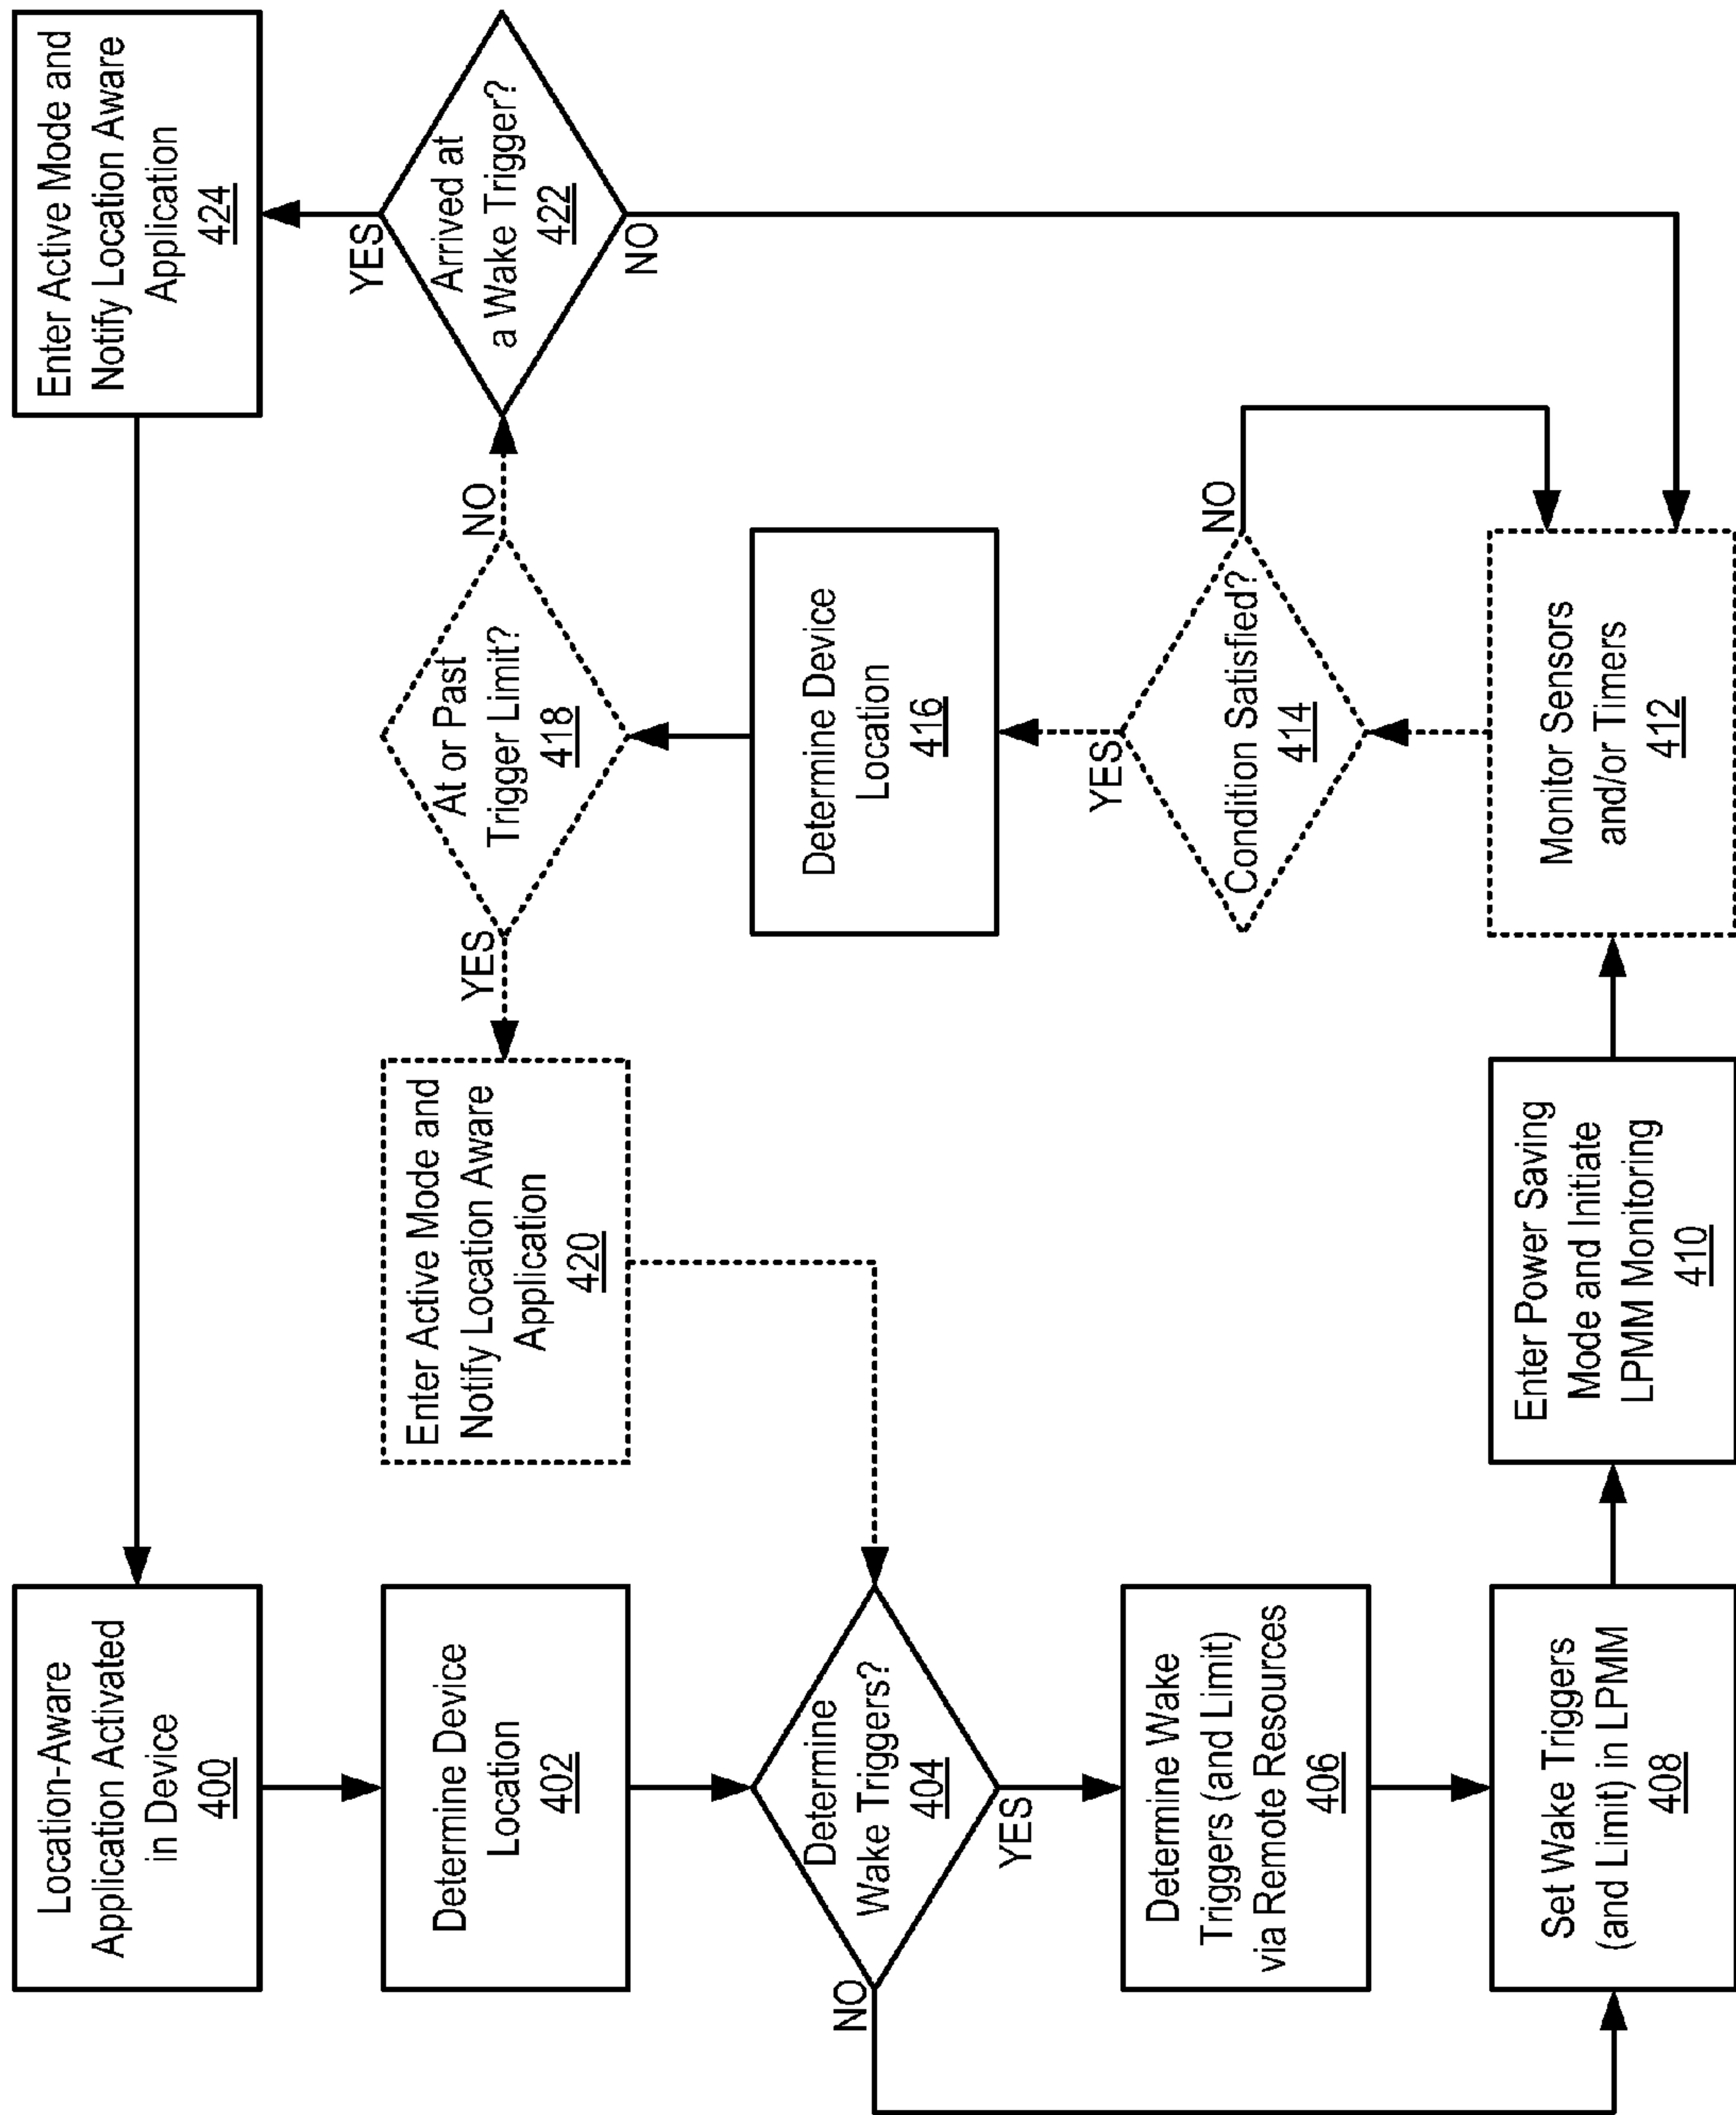 Location-Aware
Application Activated
in Device
400
Determine Device
Location
402
Determine
Wake Triggers?
404
NO
YES
Determine Wake
Triggers (and Limit)
via Remote Resources
406
Set Wake Triggers
(and Limit) in LPMM
408
Enter Power Saving
Mode and Initiate
LPMM Monitoring
410
Monitor Sensors
and/or Timers
412
Condition Satisfied?
414
NO
YES
Determine Device
Location
416
At or Past
Trigger Limit?
418
YES
NO
Enter Active Mode and
Notify Location Aware
Application
420
Arrived at
a Wake Trigger?
422
YES
NO
Enter Active Mode and
Notify Location Aware
Application
424